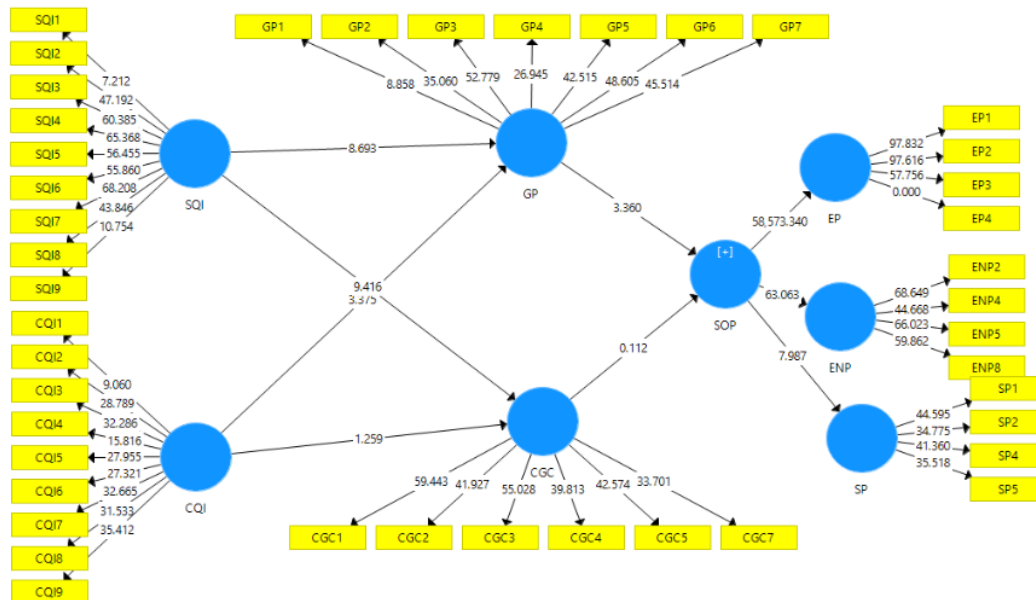 SQI1
SQI2
SQI3
SQI4
SQI5
SQI6
SQI7
SQI8
SQI9
7.212
47.192
60.385
65.368
56.455
55.860
68.208
43.846
10.754
SQI
GP1
GP2
GP3
GP4
GP5
GP6
GP7
8.858
35.060
52.779
26.945
42.515
48.605
45.514
GP
8.693
9.416
3.375
1.259
CQI1
CQI2
CQI3
CQI4
CQI5
CQI6
CQI7
CQI8
CQI9
9.060
28.789
32.286
15.816
27.955
27.321
32.665
31.533
35.412
CQI
CGC
59.443
41.927
55.028
39.813
42.574
33.701
CGC1
CGC2
CGC3
CGC4
CGC5
CGC7
3.360
0.112
[+]
SOP
58,573.340
63.063
7.987
EP
97.832
97.616
57.756
0.000
EP1
EP2
EP3
EP4
ENP
68.649
44.668
66.023
59.862
ENP2
ENP4
ENP5
ENP8
SP
44.595
34.775
41.360
35.518
SP1
SP2
SP4
SP5